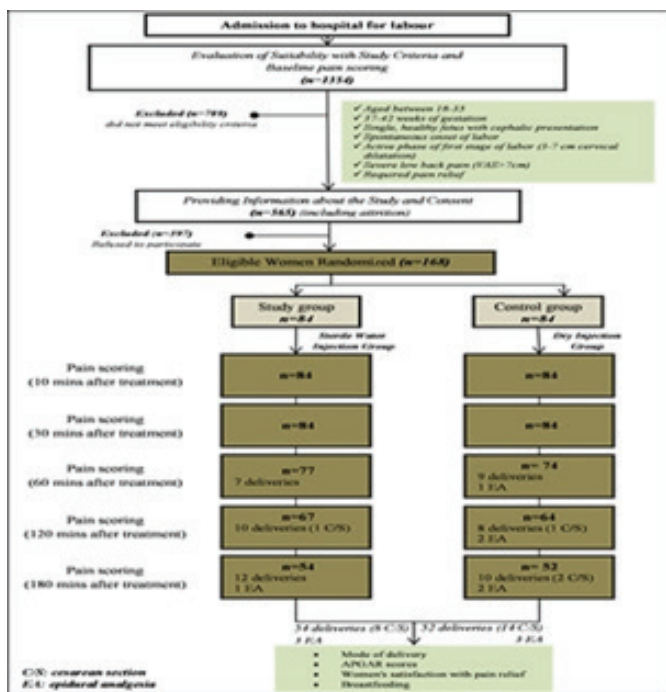 Admission to hospital for labour
Evaluation of Suitability with Study Criteria and
Baseline pain scoring
(n=1354)
Excluded (n=789)
did not meet eligibility criteria
✓ Aged between 18-35
✓ 37-42 weeks of gestation
✓ Single, healthy fetus with cephalic presentation
✓ Spontaneous onset of labor
✓ Active phase of first stage of labor (3-7 cm cervical
dilatation)
✓ Severe low back pain (VAS>7cm)
✓ Required pain relief
Providing Information about the Study and Consent
(n=565) (including attrition)
Excluded (n=397)
Refused to participate
Eligible Women Randomized (n=168)
Study group
n=84
Control group
n=84
Sterile Water
Injection Group
Dry Injection
Group
Pain scoring
(10 mins after treatment)
n=84
n=84
Pain scoring
(30 mins after treatment)
n=84
n=84
Pain scoring
(60 mins after treatment)
n=77
7 deliveries
n= 74
9 deliveries
1 EA
Pain scoring
(120 mins after treatment)
n=67
10 deliveries (1 C/S)
n=64
8 deliveries (1 C/S)
2 EA
Pain scoring
(180 mins after treatment)
n=54
12 deliveries
1 EA
n= 52
10 deliveries (2 C/S)
2 EA
54 deliveries (8 C/S)
3 EA
52 deliveries (14 C/S)
3 EA
• Mode of delivery
• APGAR scores
• Women's satisfaction with pain relief
• Breastfeeding
C/S: cesarean section
EA: epidural analgesia